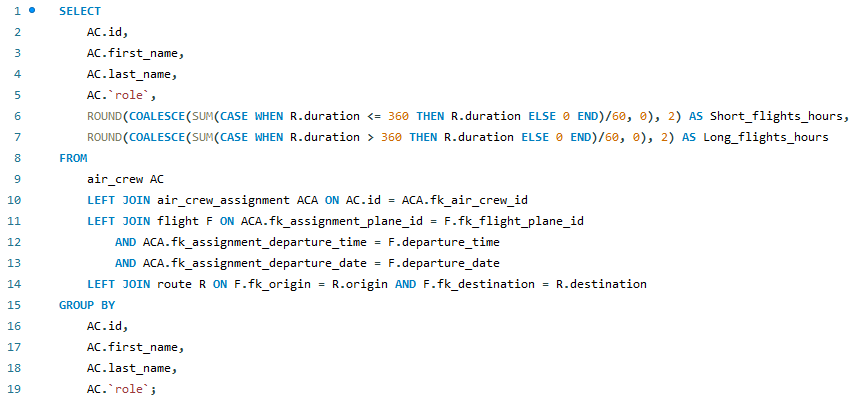 1 SELECT
2 AC.id,
3 AC.first_name,
4 AC.last_name,
5 AC.`role`,
6 ROUND(COALESCE(SUM(CASE WHEN R.duration <= 360 THEN R.duration ELSE 0 END)/60, 0), 2) AS Short_flights_hours,
7 ROUND(COALESCE(SUM(CASE WHEN R.duration > 360 THEN R.duration ELSE 0 END)/60, 0), 2) AS Long_flights_hours
8 FROM
9 air_crew AC
10 LEFT JOIN air_crew_assignment ACA ON AC.id = ACA.fk_air_crew_id
11 LEFT JOIN flight F ON ACA.fk_assignment_plane_id = F.fk_flight_plane_id
12 AND ACA.fk_assignment_departure_time = F.departure_time
13 AND ACA.fk_assignment_departure_date = F.departure_date
14 LEFT JOIN route R ON F.fk_origin = R.origin AND F.fk_destination = R.destination
15 GROUP BY
16 AC.id,
17 AC.first_name,
18 AC.last_name,
19 AC.`role`;